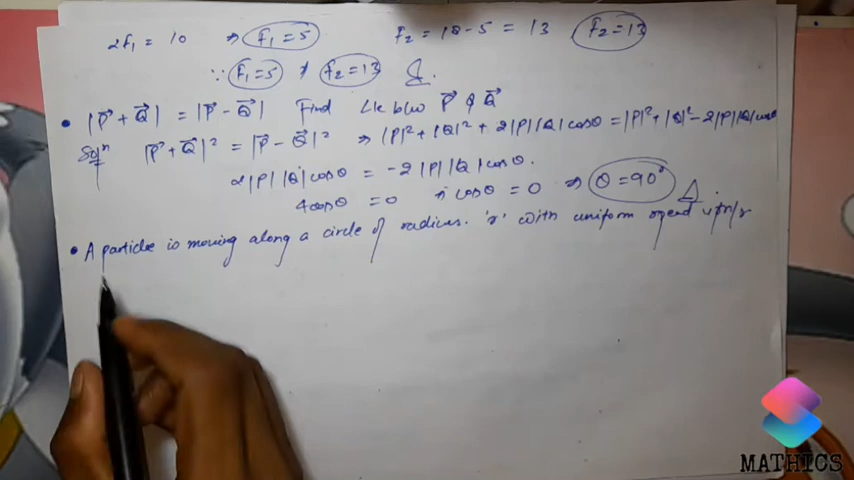 2F₁ = 10 ⇒ F₁=5 F₂ = 18-5 = 13 F₂=13
∵ F₁=5 F₂=13
• |P⃗ + Q⃗| = |P⃗ - Q⃗| Find ∠le b/w P⃗ & Q⃗
Solⁿ |P⃗ + Q⃗|² = |P⃗ - Q⃗|² ⇒ |P|² + |Q|² + 2|P||Q|cosθ = |P|² + |Q|² - 2|P||Q|cosθ
2|P||Q|cosθ = -2|P||Q|cosθ.
4cosθ = 0 cosθ = 0 ⇒ θ = 90°
• A particle is moving along a circle of radius 'r' with uniform speed v m/s
MATHICS